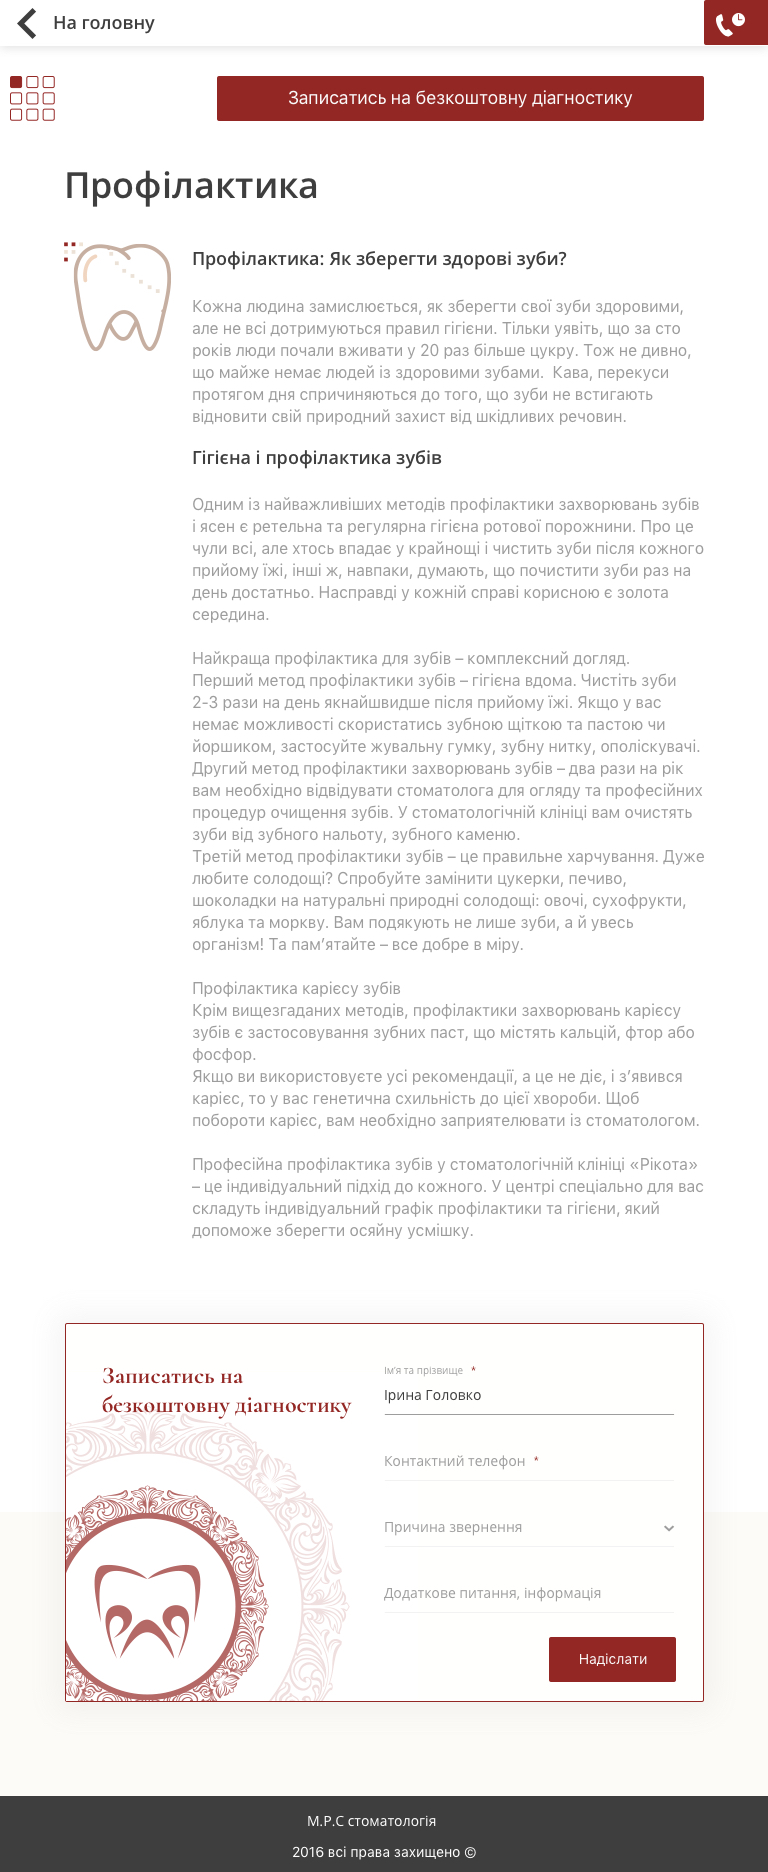 На головну
Записатись на безкоштовну діагностику
Профілактика
Профілактика: Як зберегти здорові зуби?
Кожна людина замислюється, як зберегти свої зуби здоровими,
але не всі дотримуються правил гігієни. Тільки уявіть, що за сто
років люди почали вживати у 20 раз більше цукру. Тож не дивно,
що майже немає людей із здоровими зубами.  Кава, перекуси
протягом дня спричиняються до того, що зуби не встигають
відновити свій природний захист від шкідливих речовин.
Гігієна і профілактика зубів
Одним із найважливіших методів профілактики захворювань зубів
і ясен є ретельна та регулярна гігієна ротової порожнини. Про це
чули всі, але хтось впадає у крайнощі і чистить зуби після кожного
прийому їжі, інші ж, навпаки, думають, що почистити зуби раз на
день достатньо. Насправді у кожній справі корисною є золота
середина.
Найкраща профілактика для зубів – комплексний догляд.
Перший метод профілактики зубів – гігієна вдома. Чистіть зуби
2-3 рази на день якнайшвидше після прийому їжі. Якщо у вас
немає можливості скористатись зубною щіткою та пастою чи
йоршиком, застосуйте жувальну гумку, зубну нитку, ополіскувачі.
Другий метод профілактики захворювань зубів – два рази на рік
вам необхідно відвідувати стоматолога для огляду та професійних
процедур очищення зубів. У стоматологічній клініці вам очистять
зуби від зубного нальоту, зубного каменю.
Третій метод профілактики зубів – це правильне харчування. Дуже
любите солодощі? Спробуйте замінити цукерки, печиво,
шоколадки на натуральні природні солодощі: овочі, сухофрукти,
яблука та моркву. Вам подякують не лише зуби, а й увесь
організм! Та пам’ятайте – все добре в міру.
Профілактика карієсу зубів
Крім вищезгаданих методів, профілактики захворювань карієсу
зубів є застосовування зубних паст, що містять кальцій, фтор або
фосфор.
Якщо ви використовуєте усі рекомендації, а це не діє, і з’явився
карієс, то у вас генетична схильність до цієї хвороби. Щоб
побороти карієс, вам необхідно заприятелювати із стоматологом.
Професійна профілактика зубів у стоматологічній клініці «Рікота»
– це індивідуальний підхід до кожного. У центрі спеціально для вас
складуть індивідуальний графік профілактики та гігієни, який
допоможе зберегти осяйну усмішку.
Записатись на
безкоштовну діагностику
Ім'я та прізвище *
Ірина Головко
Контактний телефон *
Причина звернення
Додаткове питання, інформація
Надіслати
М.Р.С стоматологія
2016 всі права захищено ©